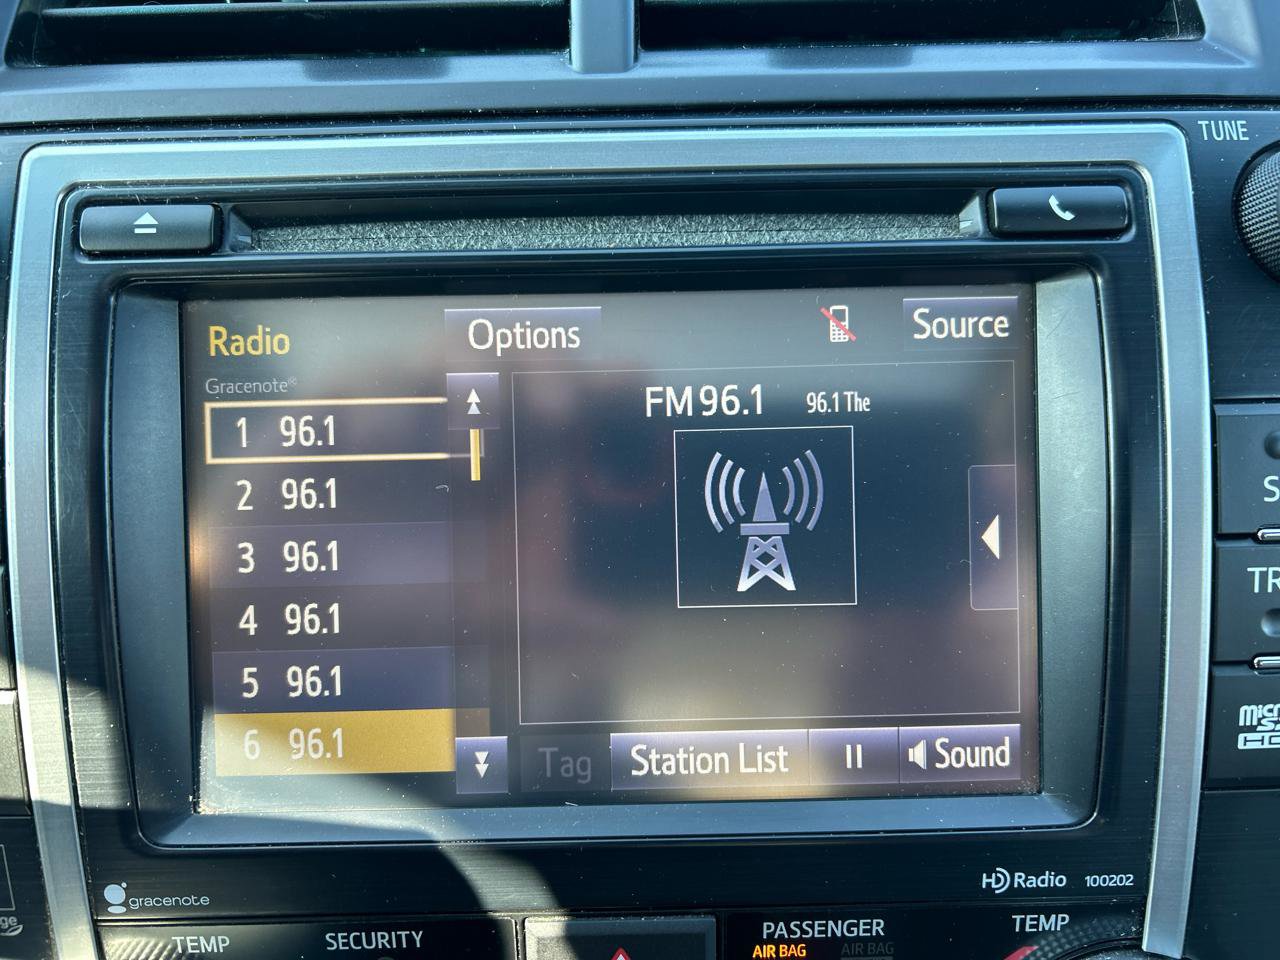 TUNE
Radio
Options
Source
Gracenote®
FM 96.1
96.1 The
1 96.1
2 96.1
3 96.1
4 96.1
5 96.1
6 96.1
Tag
Station List
Sound
gracenote
HD Radio
100202
TEMP
SECURITY
PASSENGER
TEMP
AIR BAG
AIR BAG